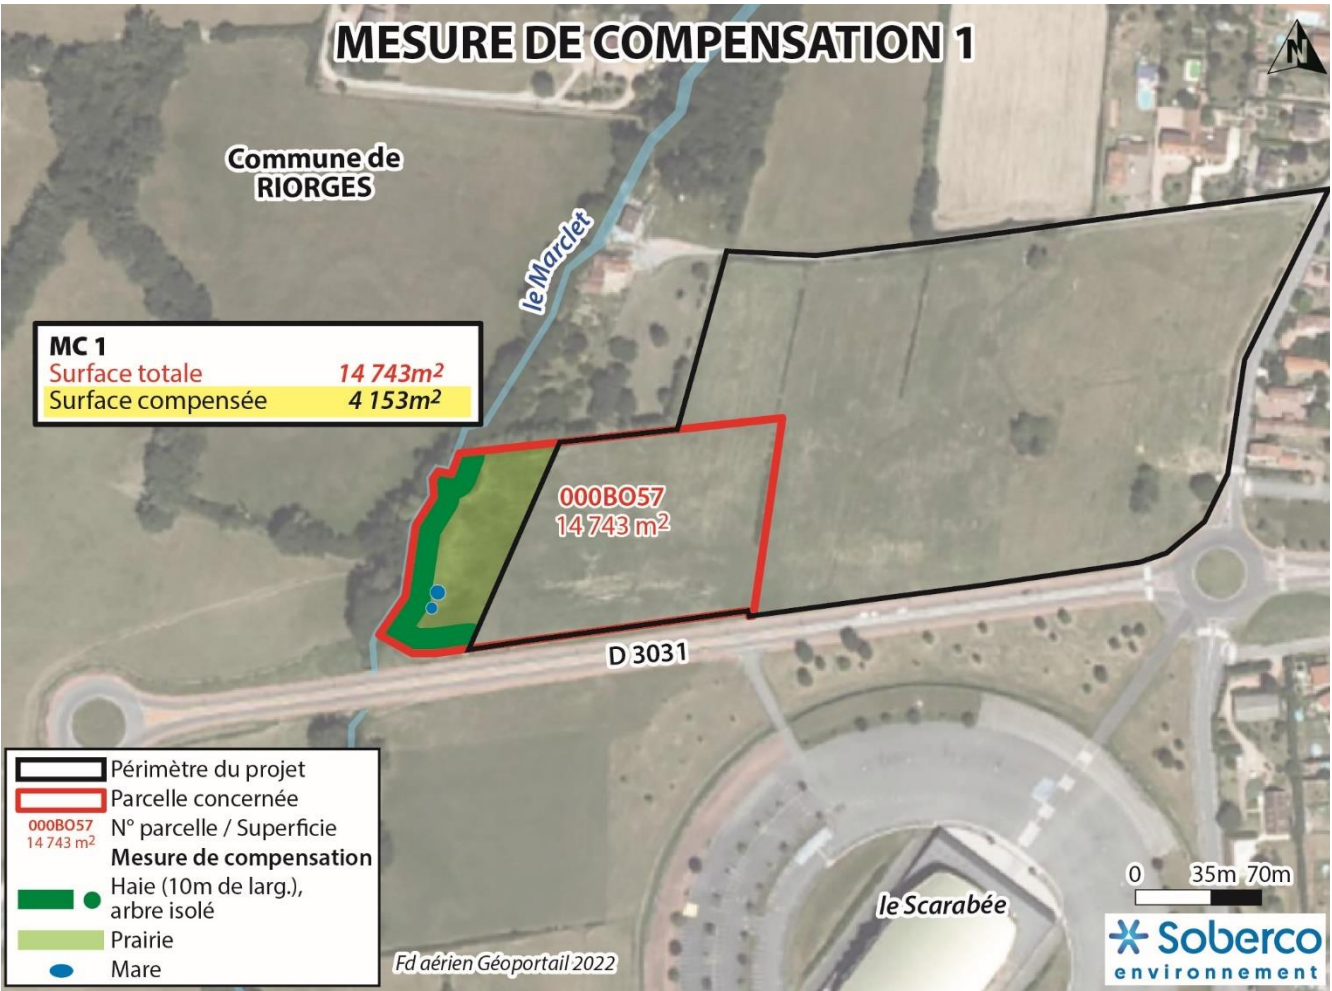 MESURE DE COMPENSATION 1
N
Commune de
RIORGES
le Marclet
MC 1
Surface totale 14 743m²
Surface compensée 4 153m²
000BO57
14 743 m²
D 3031
Périmètre du projet
Parcelle concernée
000BO57
14 743 m²
N° parcelle / Superficie
Mesure de compensation
Haie (10m de larg.),
arbre isolé
Prairie
Mare
Fd aérien Géoportail 2022
le Scarabée
0 35m 70m
Soberco
environnement